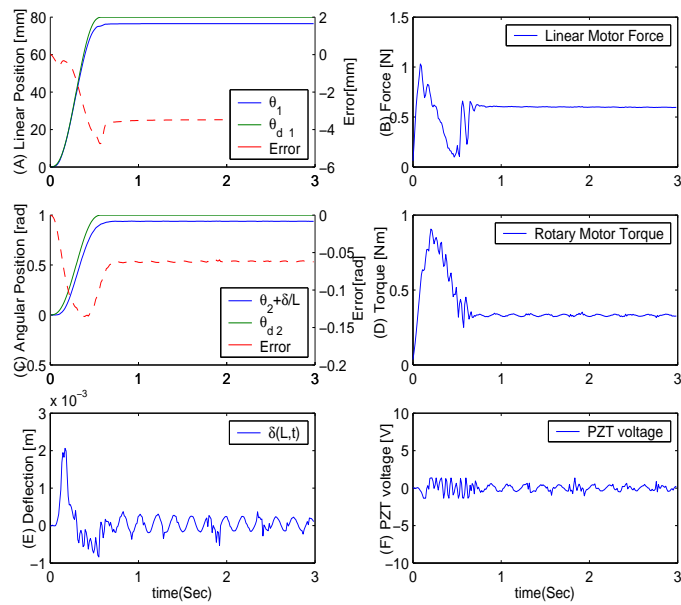 (A) Linear Position [mm]
80
60
40
20
0
0
1
2
3
2
0
−2
−4
−6
Error[mm]
θ1
θd 1
Error
(B) Force [N]
1.5
1
0.5
0
0
1
2
3
Linear Motor Force
(C) Angular Position [rad]
1
0.5
0
−0.5
0
1
2
3
0
−0.05
−0.1
−0.15
−0.2
Error[rad]
θ2+δ/L
θd 2
Error
(D) Torque [Nm]
1
0.5
0
0
1
2
3
Rotary Motor Torque
(E) Deflection [m]
x 10−3
3
2
1
0
−1
0
1
2
3
time(Sec)
δ(L,t)
(F) PZT voltage [V]
10
5
0
−5
−10
0
1
2
3
time(Sec)
PZT voltage